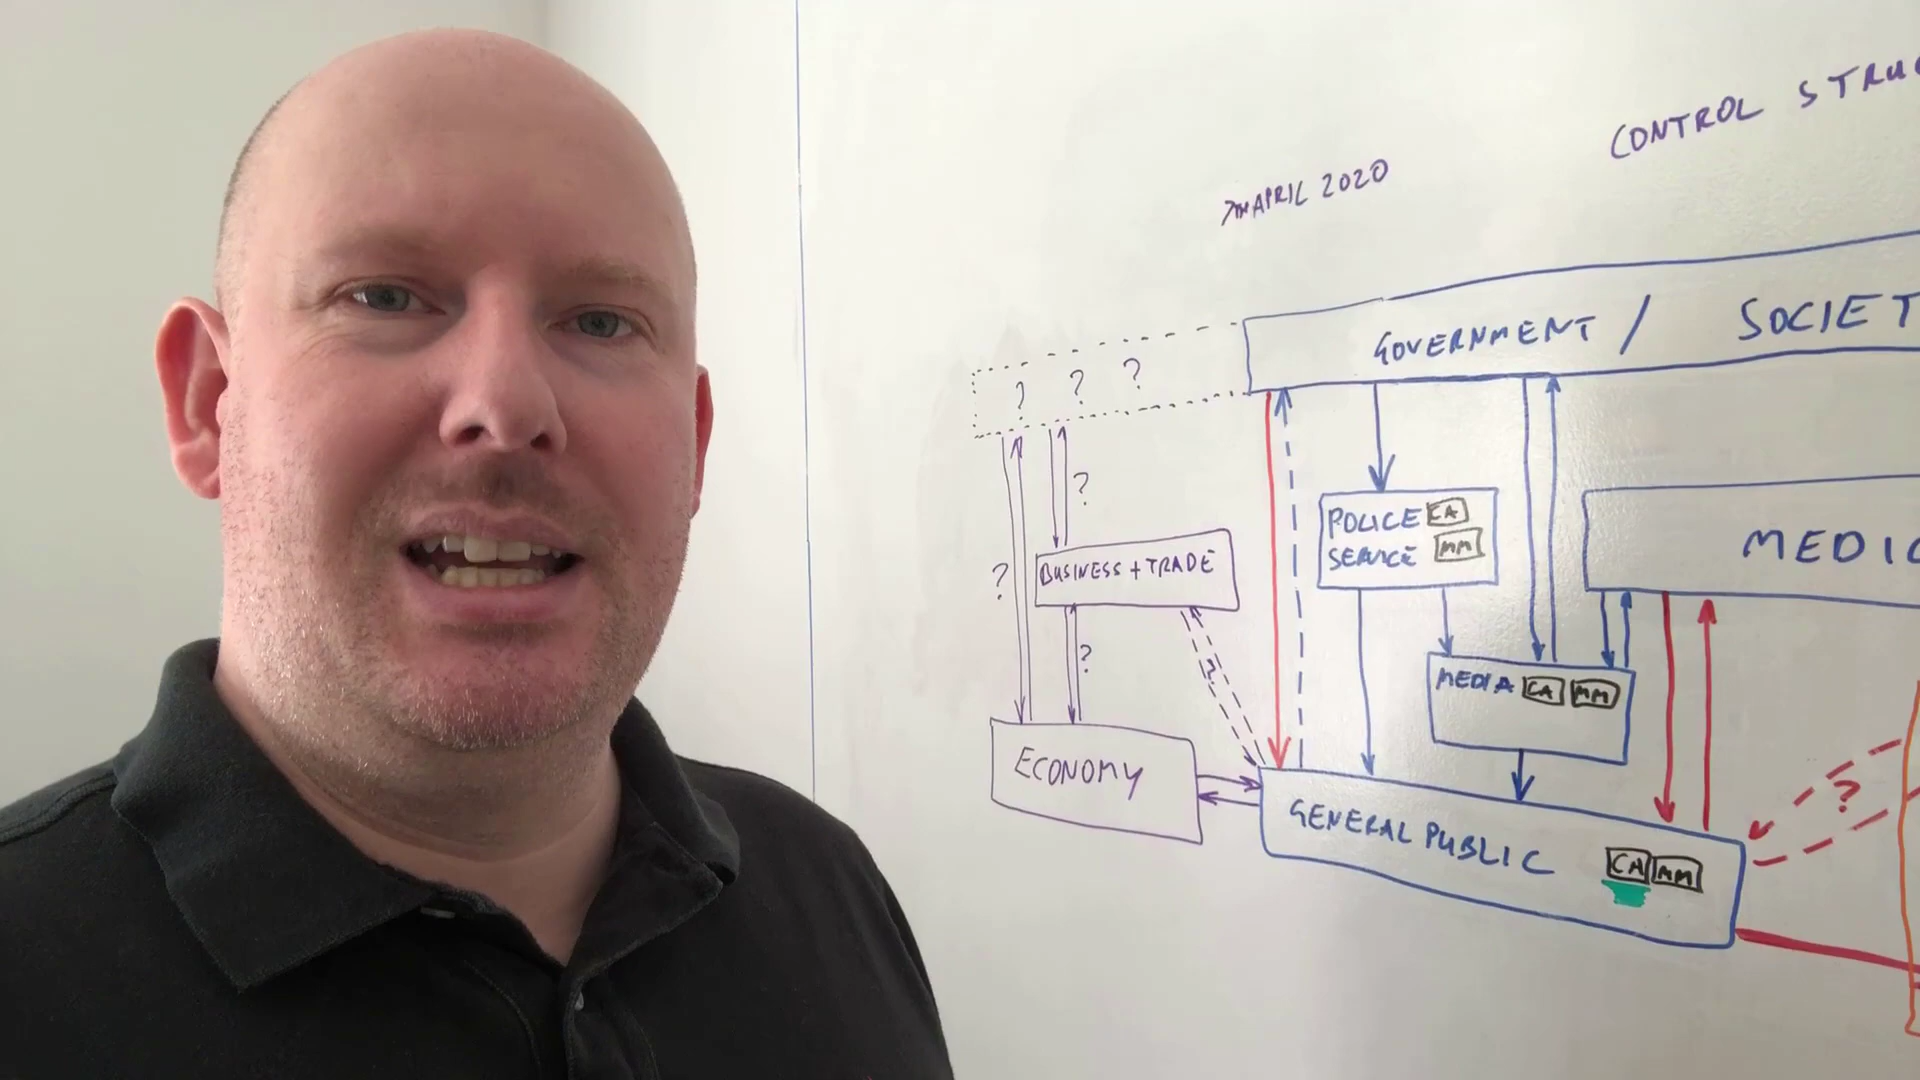 CONTROL STRUC
7TH APRIL 2020
GOVERNMENT / SOCIET
? ? ?
?
POLICE CA
SERVICE MM
MEDIC
BUSINESS + TRADE
?
?
?
MEDIA CA MM
ECONOMY
?
GENERAL PUBLIC CA MM